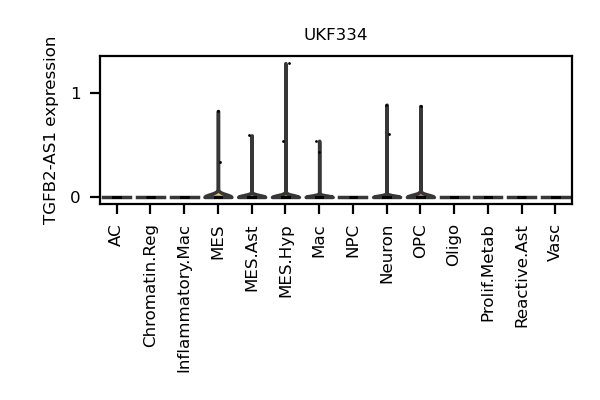 UKF334
TGFB2-AS1 expression
1
0
AC
Chromatin.Reg
Inflammatory.Mac
MES
MES.Ast
MES.Hyp
Mac
NPC
Neuron
OPC
Oligo
Prolif.Metab
Reactive.Ast
Vasc